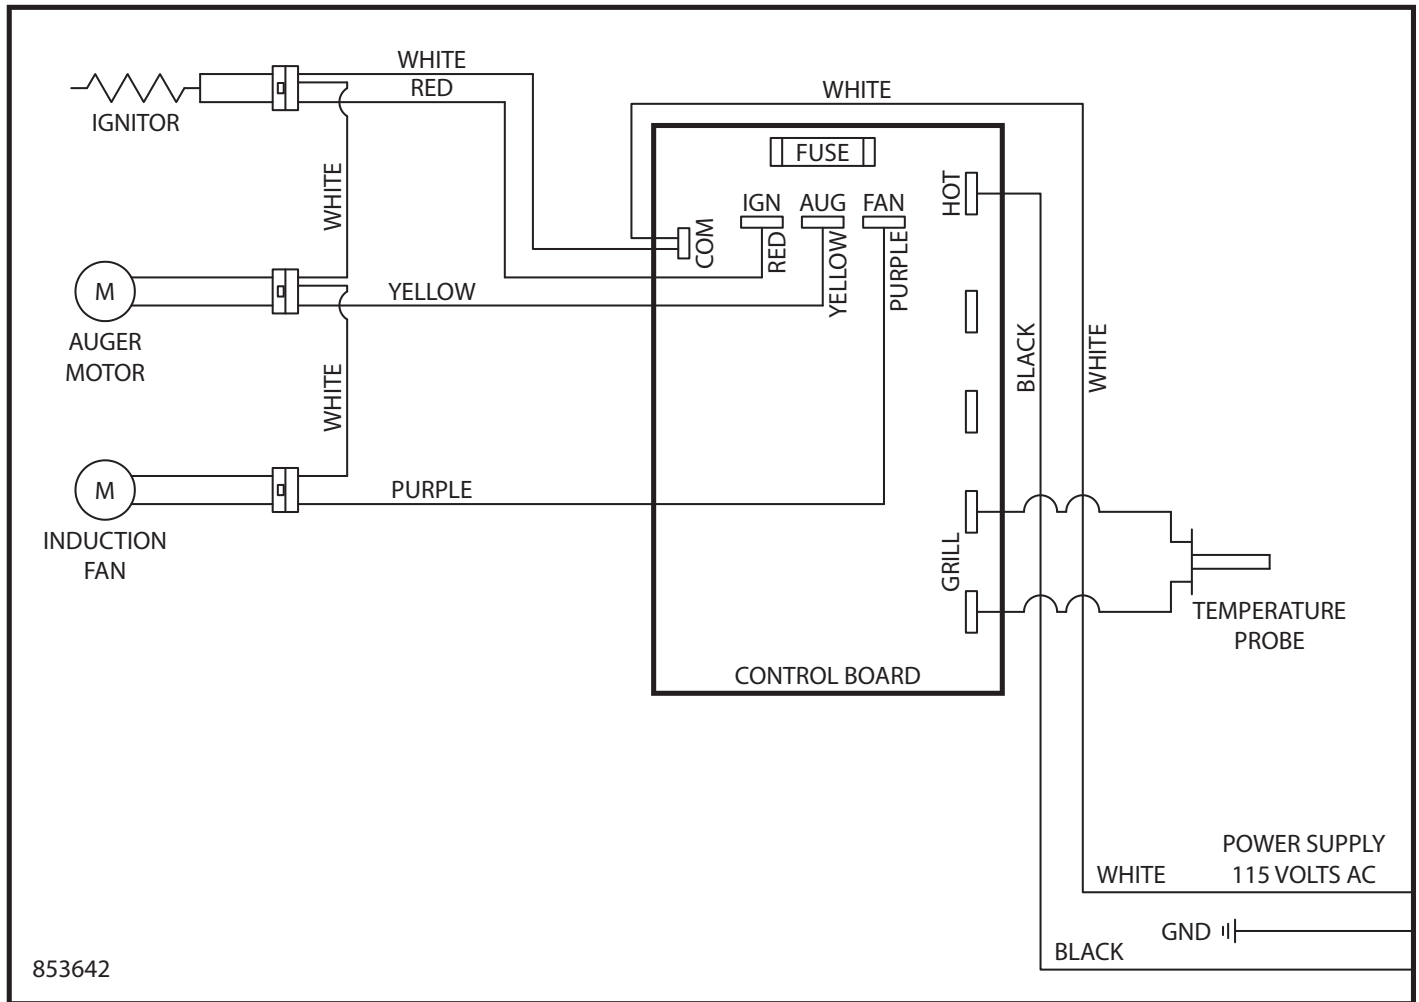 WHITE
RED
IGNITOR
WHITE
WHITE
FUSE
IGN AUG FAN
HOT
COM
RED
YELLOW
PURPLE
M
AUGER
MOTOR
YELLOW
WHITE
BLACK
WHITE
M
INDUCTION
FAN
PURPLE
GRILL
TEMPERATURE
PROBE
CONTROL BOARD
POWER SUPPLY
115 VOLTS AC
WHITE
GND
BLACK
853642